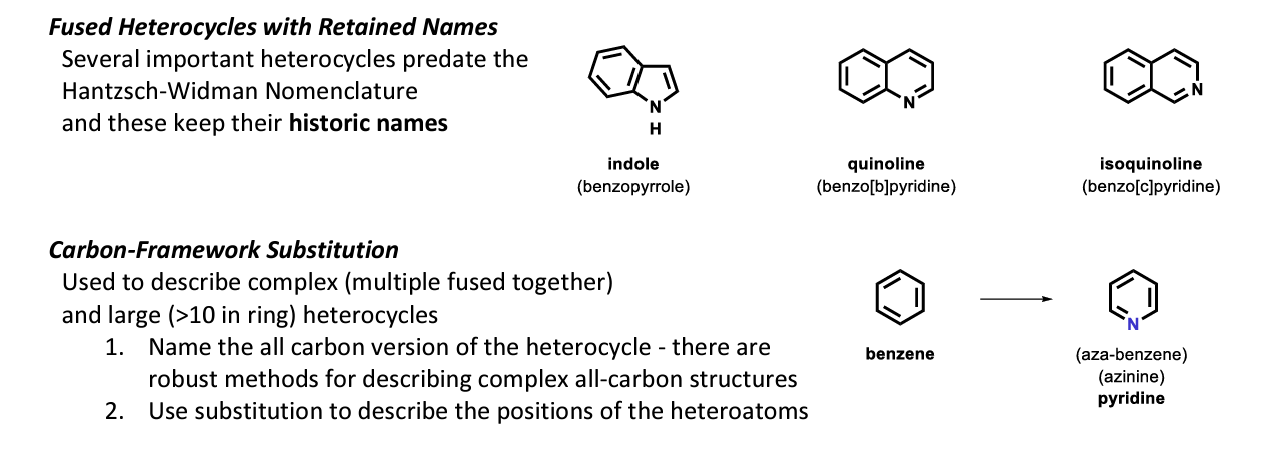 Fused Heterocycles with Retained Names
Several important heterocycles predate the
Hantzsch-Widman Nomenclature
and these keep their historic names
N
H
indole
(benzopyrrole)
N
quinoline
(benzo[b]pyridine)
N
isoquinoline
(benzo[c]pyridine)
Carbon-Framework Substitution
Used to describe complex (multiple fused together)
and large (>10 in ring) heterocycles
1. Name the all carbon version of the heterocycle - there are
robust methods for describing complex all-carbon structures
2. Use substitution to describe the positions of the heteroatoms
benzene
N
(aza-benzene)
(azinine)
pyridine